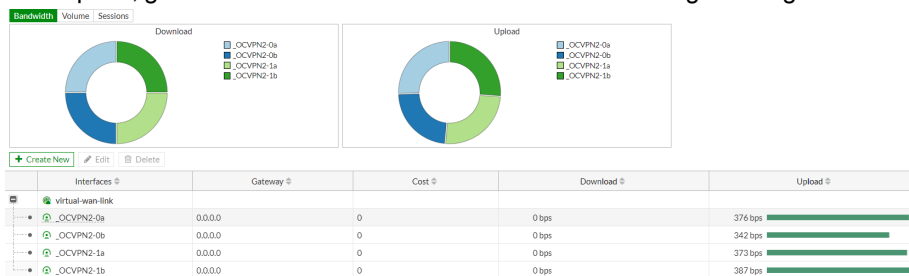 Bandwidth Volume Sessions
Download
_OCVPN2-0a
_OCVPN2-0b
_OCVPN2-1a
_OCVPN2-1b
Upload
_OCVPN2-0a
_OCVPN2-0b
_OCVPN2-1a
_OCVPN2-1b
+ Create New Edit Delete
Interfaces Gateway Cost Download Upload
virtual-wan-link
_OCVPN2-0a 0.0.0.0 0 0 bps 376 bps
_OCVPN2-0b 0.0.0.0 0 0 bps 342 bps
_OCVPN2-1a 0.0.0.0 0 0 bps 373 bps
_OCVPN2-1b 0.0.0.0 0 0 bps 387 bps